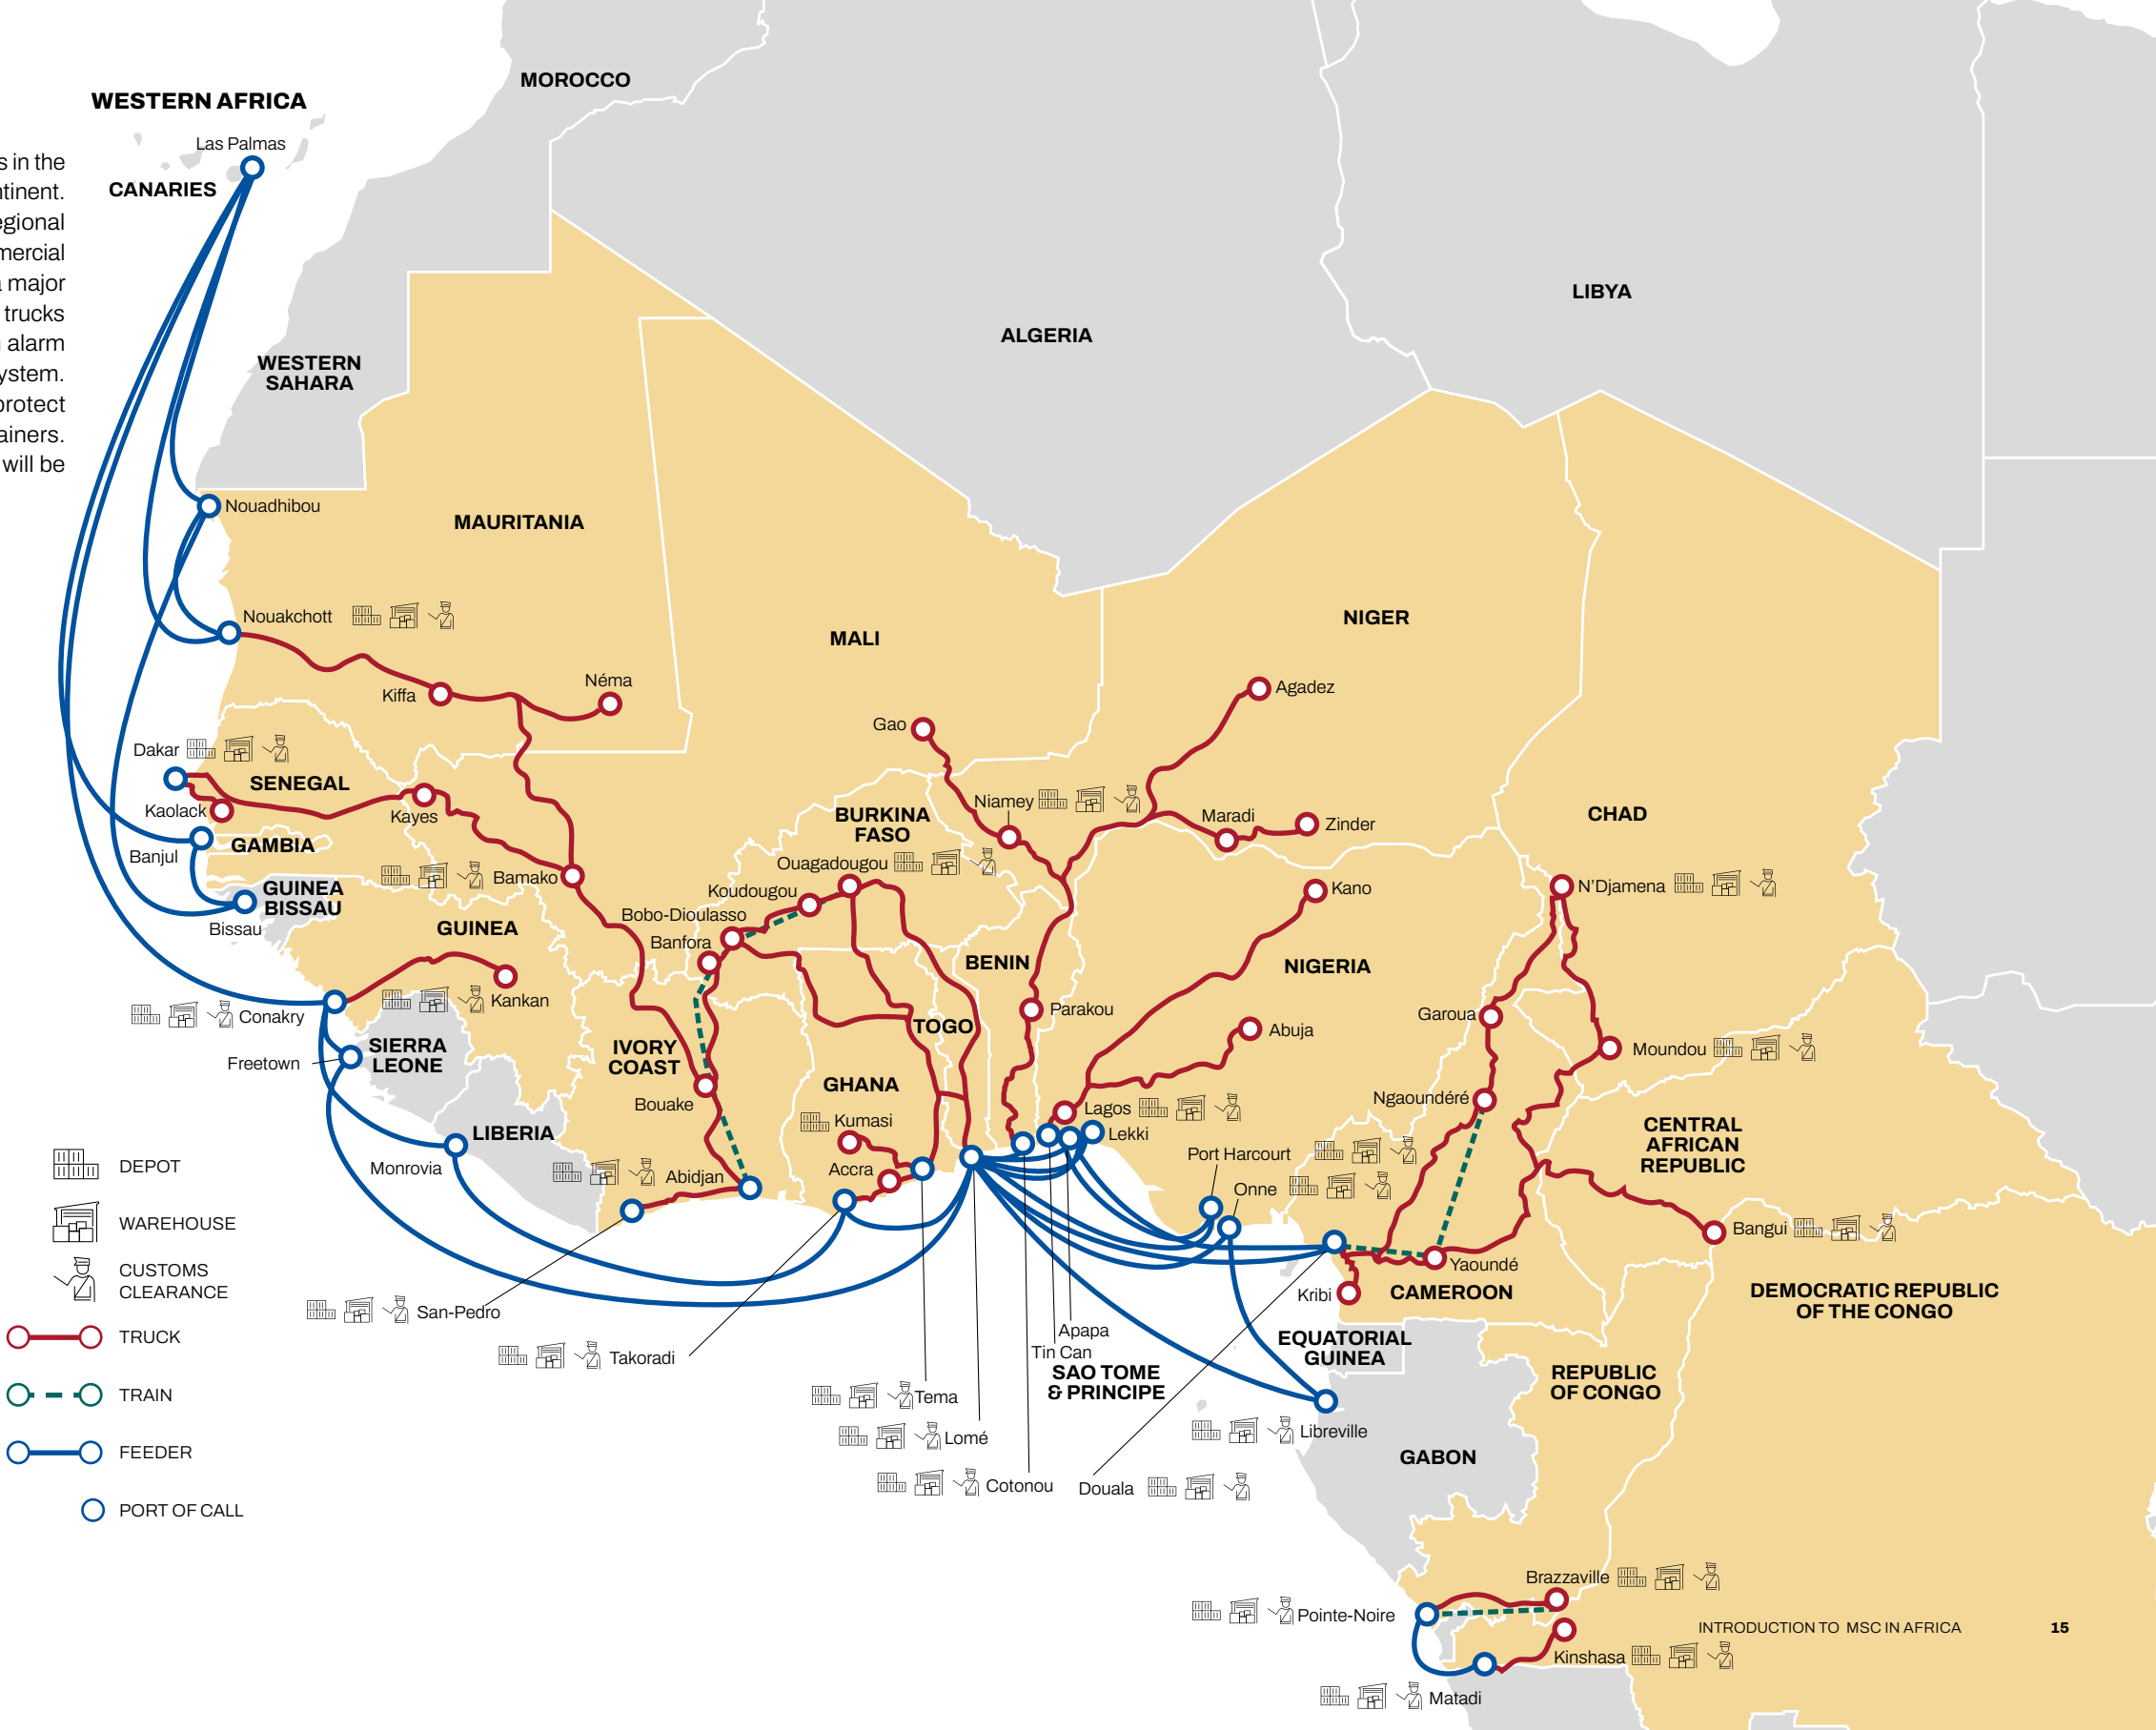 WESTERN AFRICA
s in the
ntinent.
egional
mercial
a major
trucks
alarm
ystem.
protect
ainers.
will be
MOROCCO
Las Palmas
CANARIES
LIBYA
ALGERIA
WESTERN
SAHARA
Nouadhibou
MAURITANIA
Nouakchott
NIGER
MALI
Kiffa
Néma
Agadez
Gao
Dakar
SENEGAL
Kaolack
Kayes
Niamey
BURKINA
FASO
Maradi
Zinder
CHAD
Banjul
GAMBIA
Ouagadougou
Bamako
Koudougou
Kano
N'Djamena
GUINEA
BISSAU
Bissau
GUINEA
Bobo-Dioulasso
Banfora
BENIN
NIGERIA
Kankan
Conakry
Parakou
Garoua
Abuja
TOGO
Moundou
Freetown
SIERRA
LEONE
IVORY
COAST
GHANA
Bouake
Kumasi
Lagos
Ngaoundéré
Lekki
CENTRAL
AFRICAN
REPUBLIC
LIBERIA
Monrovia
Abidjan
Accra
Port Harcourt
Onne
Bangui
Yaoundé
Kribi
CAMEROON
DEMOCRATIC REPUBLIC
OF THE CONGO
DEPOT
WAREHOUSE
CUSTOMS
CLEARANCE
TRUCK
TRAIN
FEEDER
PORT OF CALL
San-Pedro
Takoradi
Apapa
Tin Can
SAO TOME
& PRINCIPE
EQUATORIAL
GUINEA
REPUBLIC
OF CONGO
Tema
Lomé
Cotonou
Douala
Libreville
GABON
Brazzaville
Pointe-Noire
Kinshasa
Matadi
INTRODUCTION TO MSC IN AFRICA 15